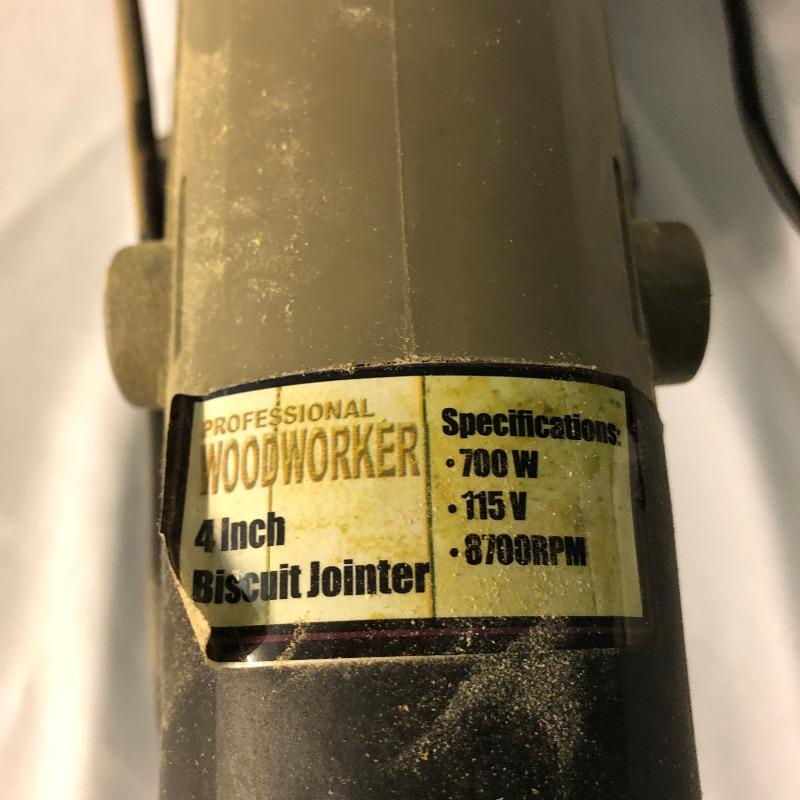 PROFESSIONAL
WOODWORKER
4 Inch
Biscuit Jointer
Specifications:
• 700 W
• 115 V
• 8700RPM